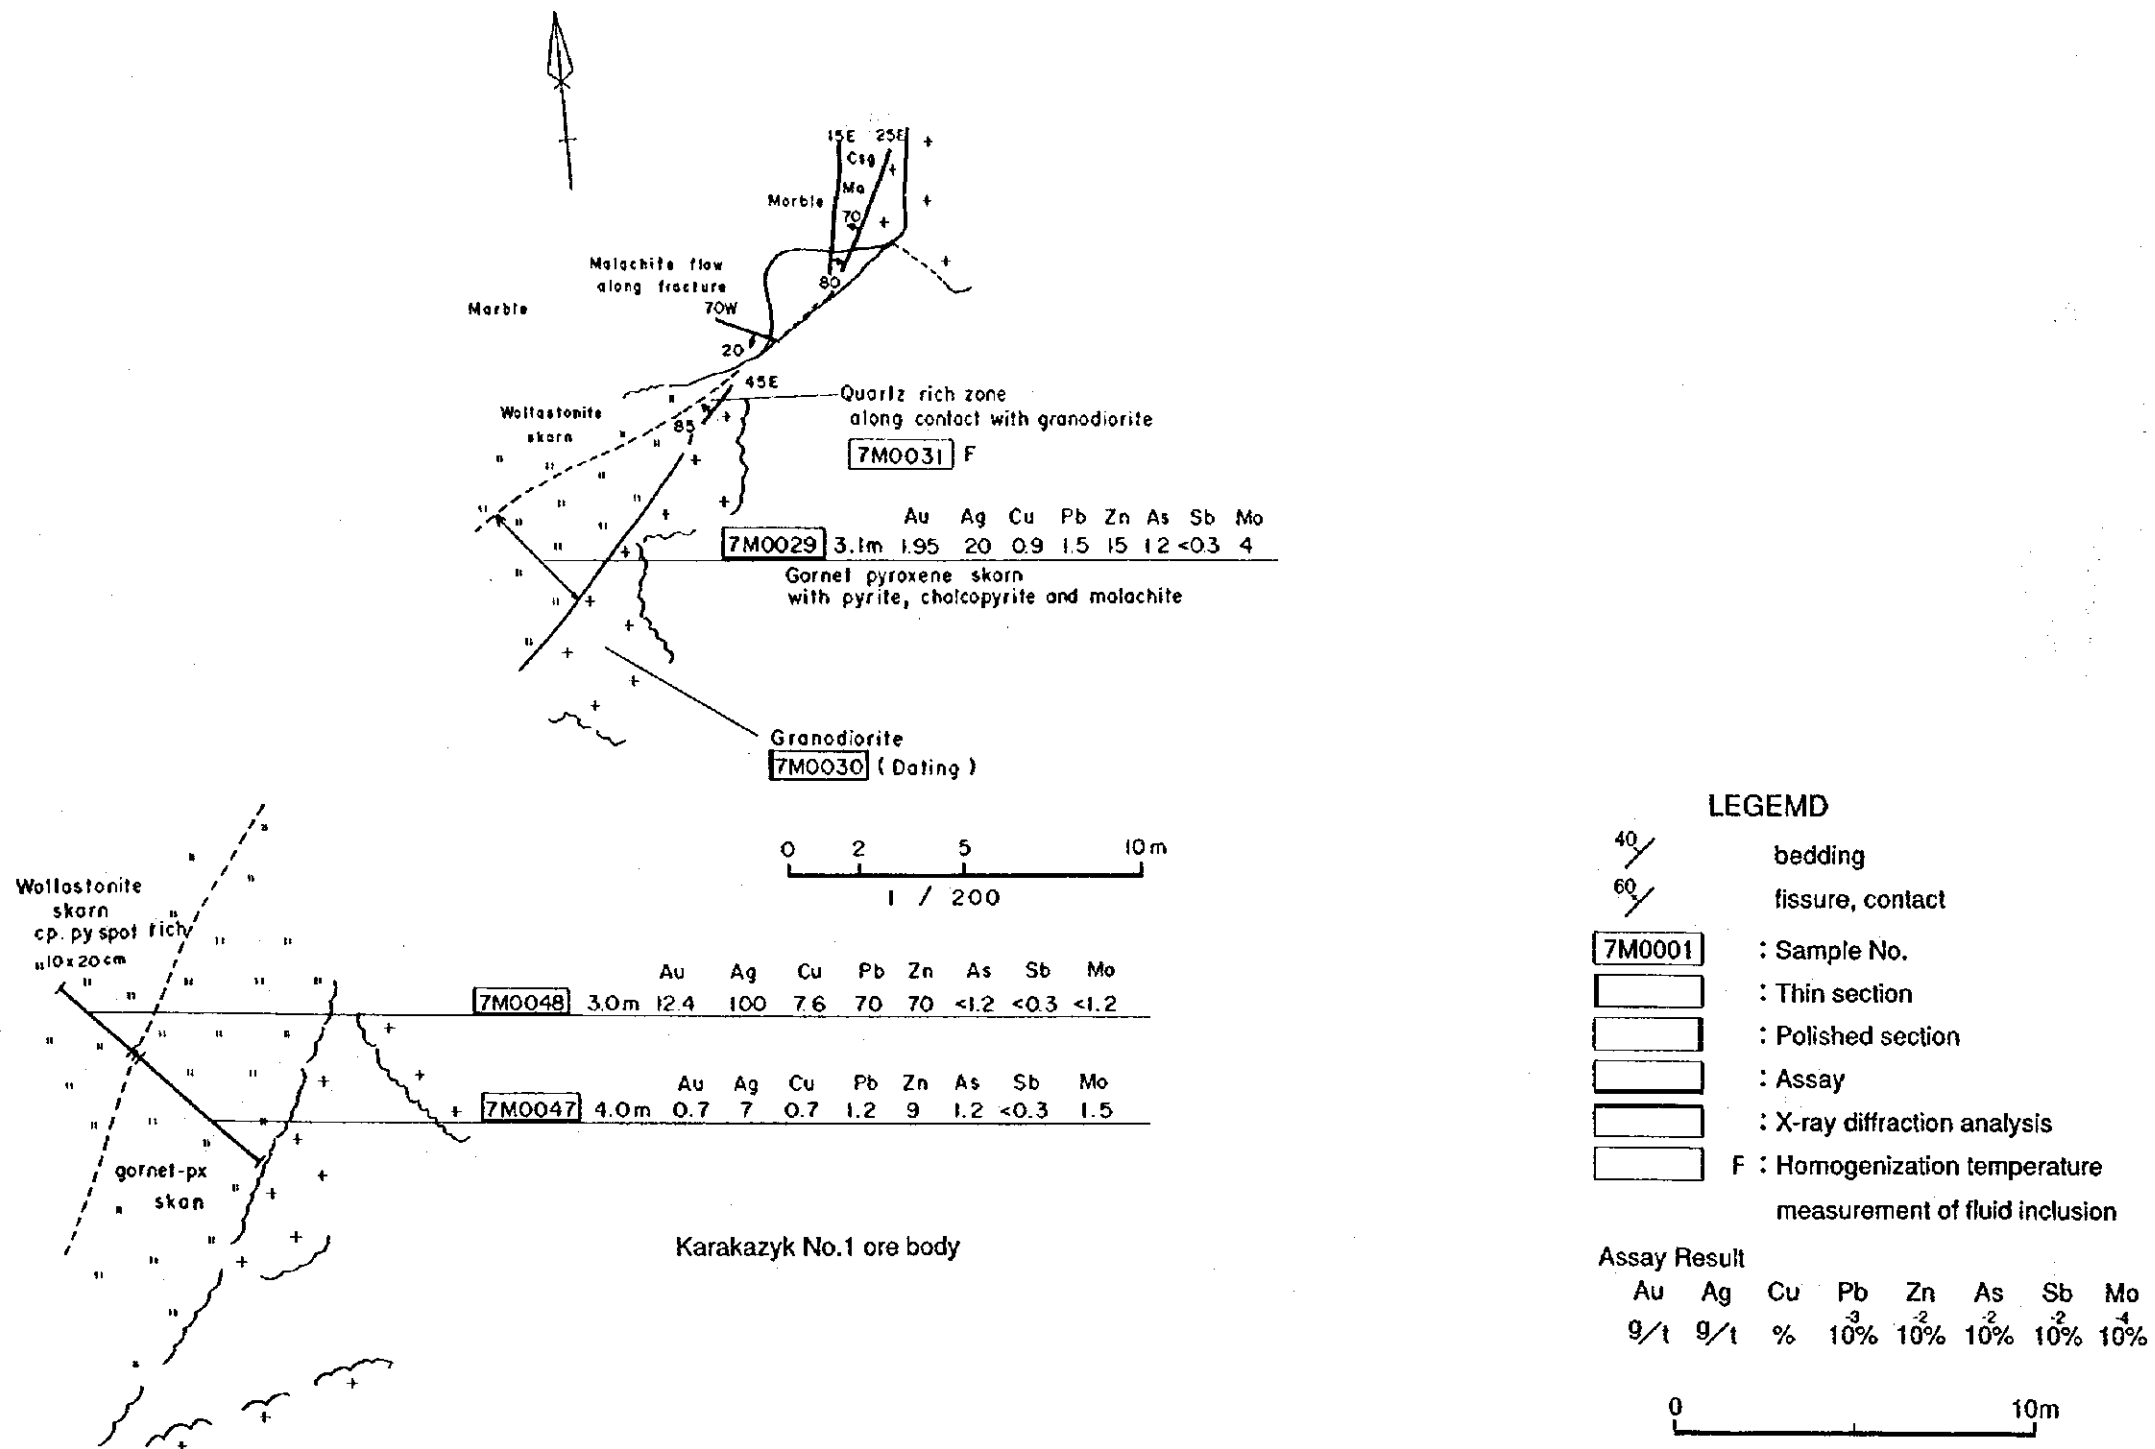 15E 25E
Csg
Ma
Marble
70
Malachite flow
along fracture
80
Marble
70W
20
45E
Quartz rich zone
along contact with granodiorite
Wollastonite
skarn
85
7M0031 F
Au Ag Cu Pb Zn As Sb Mo
7M0029 3.1m 1.95 20 0.9 1.5 15 12 <0.3 4
Gornet pyroxene skorn
with pyrite, chalcopyrite and malachite
Granodiorite
7M0030 (Dating)
0 2 5 10m
1 / 200
Wollastonite
skarn
cp. py spot rich
10x20cm
Au Ag Cu Pb Zn As Sb Mo
7M0048 3.0m 12.4 100 7.6 70 70 <1.2 <0.3 <1.2
Au Ag Cu Pb Zn As Sb Mo
7M0047 4.0m 0.7 7 0.7 1.2 9 1.2 <0.3 1.5
gornet-px
skan
Karakazyk No.1 ore body
LEGEMD
40 bedding
60 fissure, contact
7M0001 : Sample No.
: Thin section
: Polished section
: Assay
: X-ray diffraction analysis
F : Homogenization temperature
measurement of fluid inclusion
Assay Result
Au Ag Cu Pb Zn As Sb Mo
g/t g/t % 10⁻³% 10⁻²% 10⁻²% 10⁻²% 10⁻⁴%
0 10m